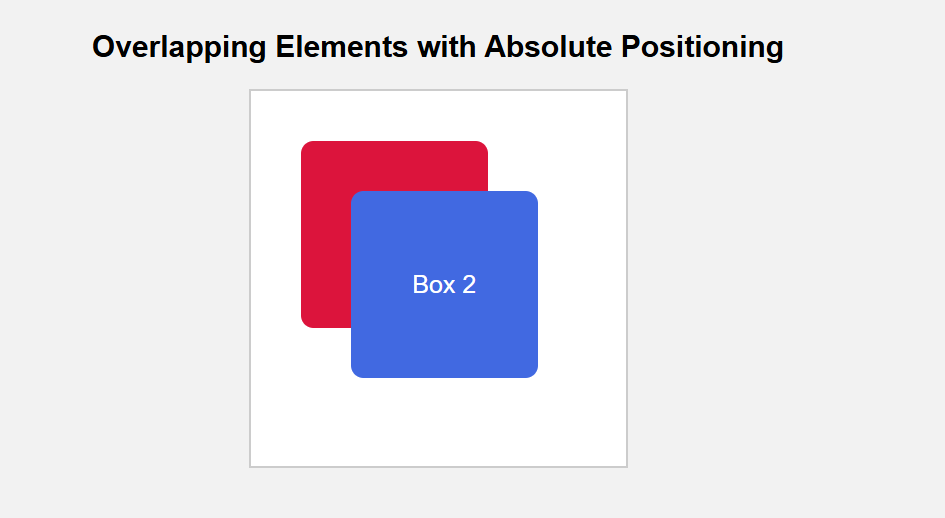 Overlapping Elements with Absolute Positioning
Box 2